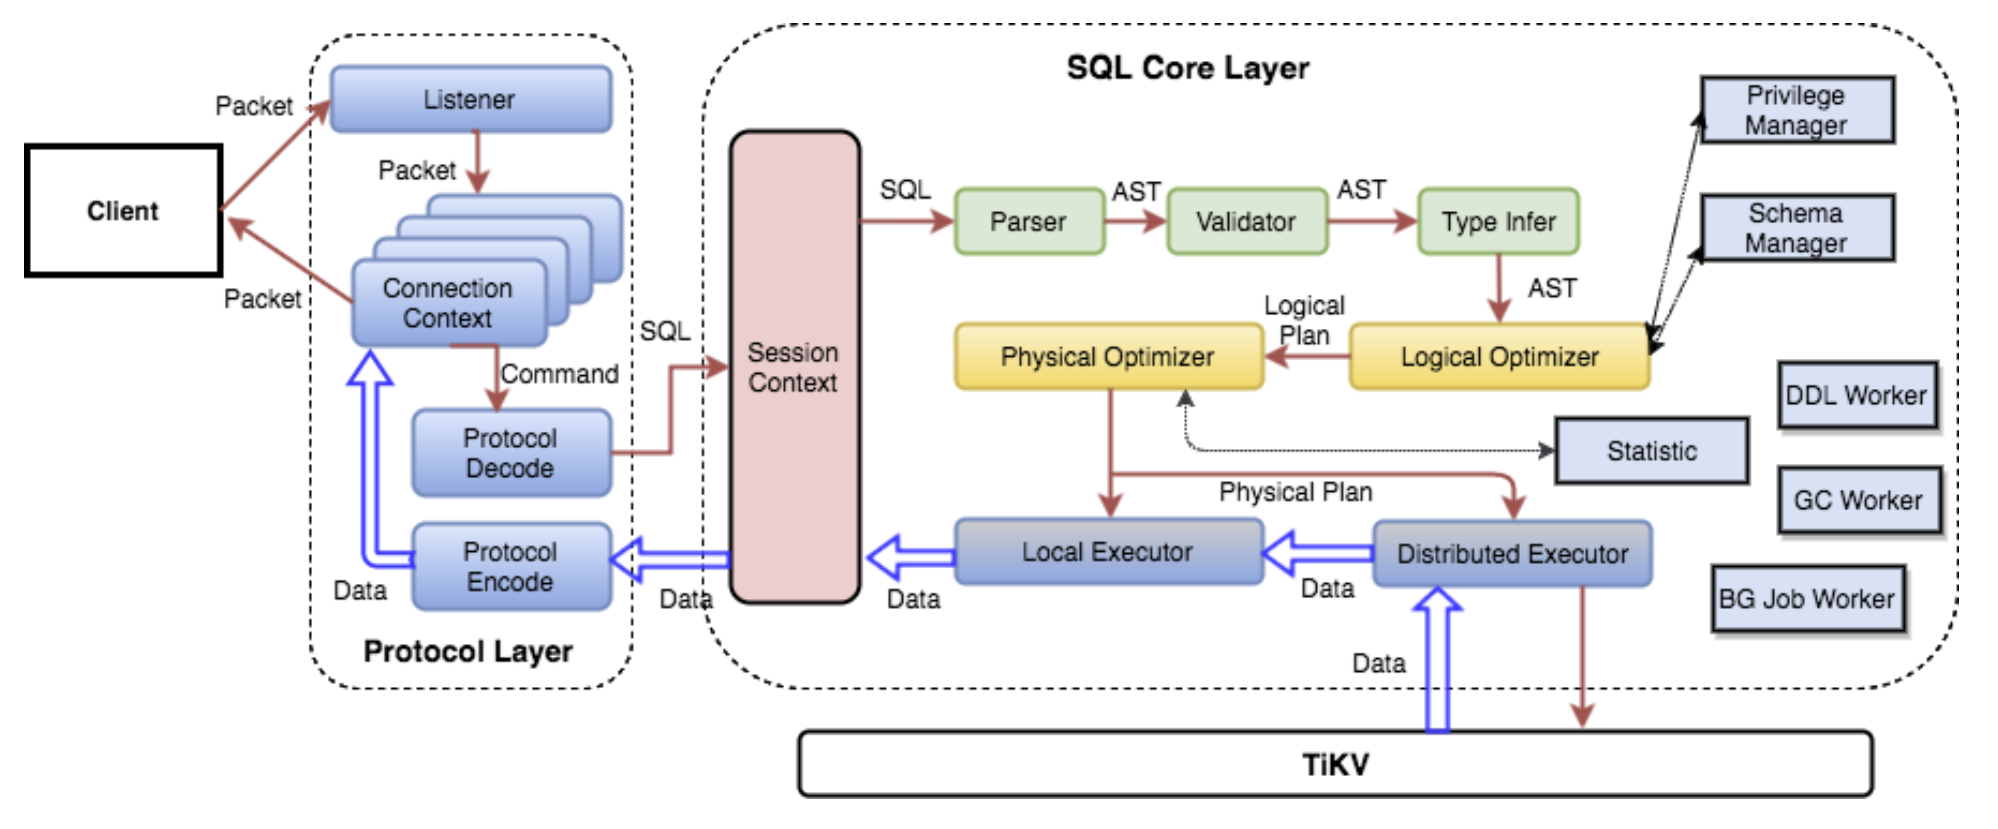 SQL Core Layer
Packet
Listener
Privilege
Manager
Packet
Client
SQL
Parser
AST
Validator
AST
Type Infer
Schema
Manager
Packet
Connection
Context
AST
Logical
Plan
SQL
Session
Context
Physical Optimizer
Logical Optimizer
Command
DDL Worker
Protocol
Decode
Statistic
Physical Plan
GC Worker
Protocol
Encode
Local Executor
Distributed Executor
Data
Data
Data
Data
BG Job Worker
Protocol Layer
Data
TiKV